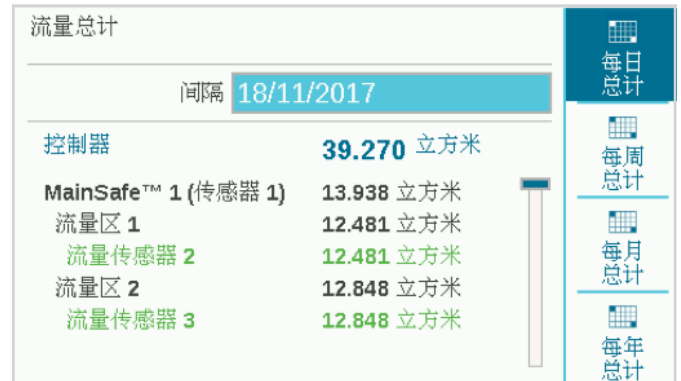 流量总计
间隔 18/11/2017
控制器 39.270 立方米
MainSafe™ 1 (传感器 1) 13.938 立方米
流量区 1 12.481 立方米
流量传感器 2 12.481 立方米
流量区 2 12.848 立方米
流量传感器 3 12.848 立方米
每日
总计
每周
总计
每月
总计
每年
总计